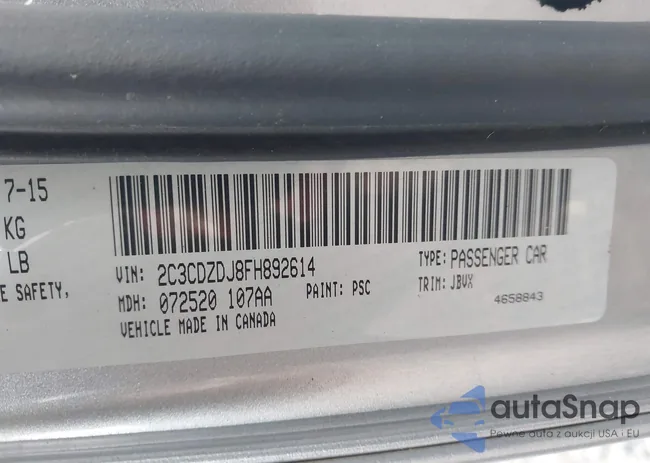 7-15
KG
LB
E SAFETY,
VIN: 2C3CDZDJ8FH892614
TYPE: PASSENGER CAR
MDH: 072520 107AA
PAINT: PSC
TRIM: JBVX
VEHICLE MADE IN CANADA
4658843
autaSnap
Pewne auta z aukcji USA i EU